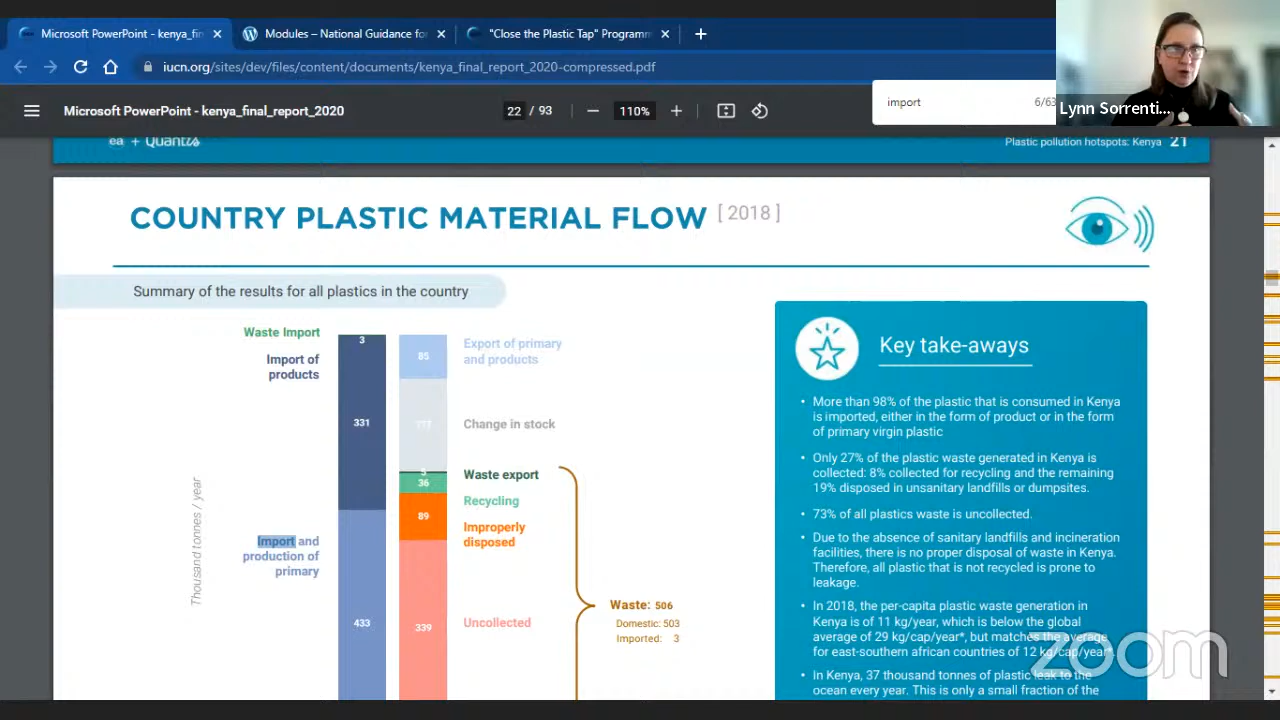 Microsoft PowerPoint - kenya_fin
Modules – National Guidance for
"Close the Plastic Tap" Programm
iucn.org/sites/dev/files/content/documents/kenya_final_report_2020-compressed.pdf
Microsoft PowerPoint - kenya_final_report_2020
22 / 93
110%
import
6/63
Lynn Sorrenti...
ea + Quantis
Plastic pollution hotspots: Kenya 21
COUNTRY PLASTIC MATERIAL FLOW [ 2018 ]
Summary of the results for all plastics in the country
Thousand tonnes / year
Waste Import
Import of
products
Import and
production of
primary
3
331
433
85
36
89
339
Export of primary
and products
Change in stock
Waste export
Recycling
Improperly
disposed
Uncollected
Waste: 506
Domestic: 503
Imported: 3
Key take-aways
• More than 98% of the plastic that is consumed in Kenya
is imported, either in the form of product or in the form
of primary virgin plastic
• Only 27% of the plastic waste generated in Kenya is
collected: 8% collected for recycling and the remaining
19% disposed in unsanitary landfills or dumpsites.
• 73% of all plastics waste is uncollected.
• Due to the absence of sanitary landfills and incineration
facilities, there is no proper disposal of waste in Kenya.
Therefore, all plastic that is not recycled is prone to
leakage.
• In 2018, the per-capita plastic waste generation in
Kenya is of 11 kg/year, which is below the global
average of 29 kg/cap/year*, but matches the average
for east-southern african countries of 12 kg/cap/year*.
• In Kenya, 37 thousand tonnes of plastic leak to the
ocean every year. This is only a small fraction of the
zoom